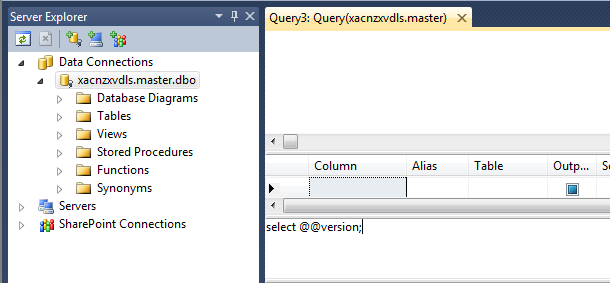 Server Explorer
Data Connections
xacnzxvdls.master.dbo
Database Diagrams
Tables
Views
Stored Procedures
Functions
Synonyms
Servers
SharePoint Connections
Query3: Query(xacnzxvdls.master)
Column Alias Table Outp... So
select @@version;